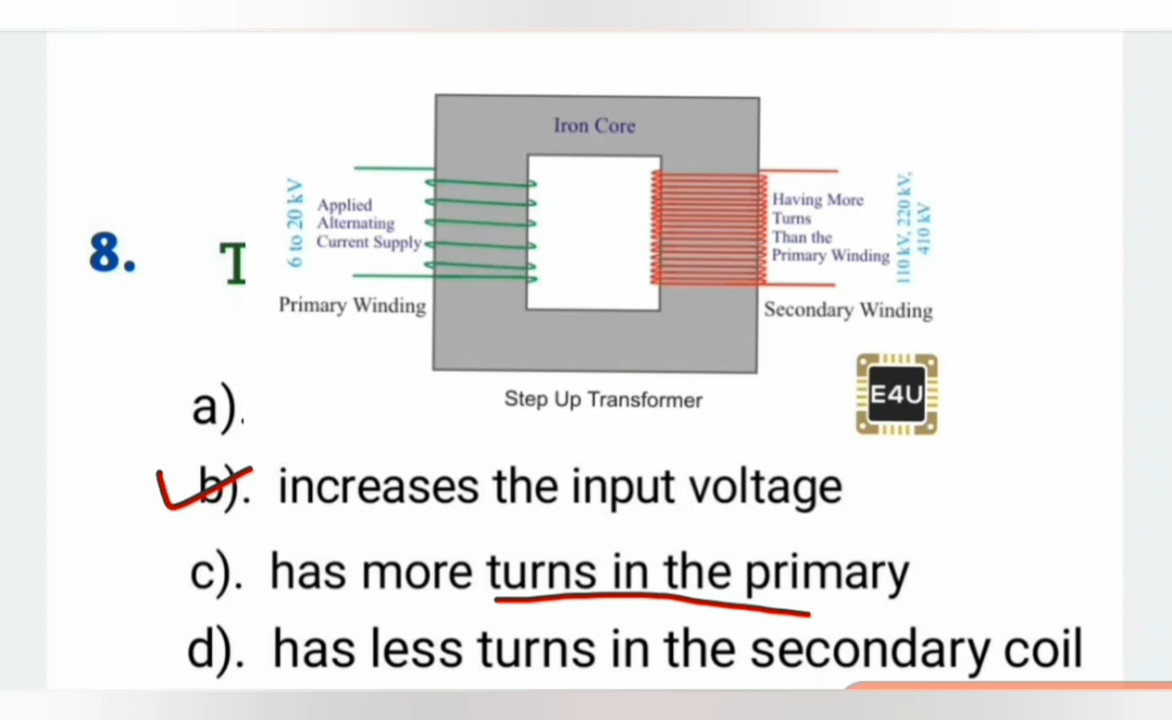 Iron Core
6 to 20 kV
Applied
Alternating
Current Supply
Having More
Turns
Than the
Primary Winding
110 kV, 220 kV,
410 kV
8. T
Primary Winding
Secondary Winding
Step Up Transformer
E4U
a).
b). increases the input voltage
c). has more turns in the primary
d). has less turns in the secondary coil